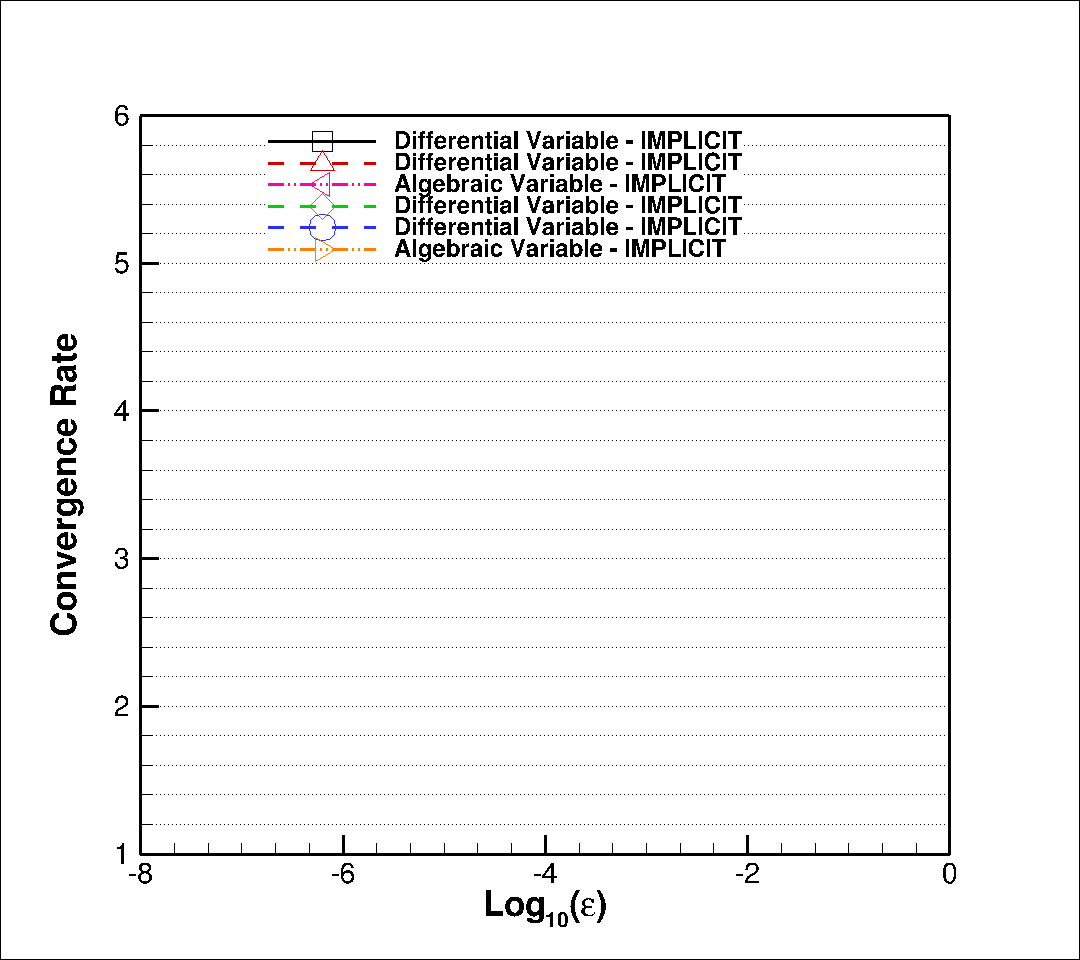 6
Differential Variable - IMPLICIT
Differential Variable - IMPLICIT
Algebraic Variable - IMPLICIT
Differential Variable - IMPLICIT
Differential Variable - IMPLICIT
Algebraic Variable - IMPLICIT
5
4
3
2
1
Convergence Rate
-8 -6 -4 -2 0
Log10(ε)